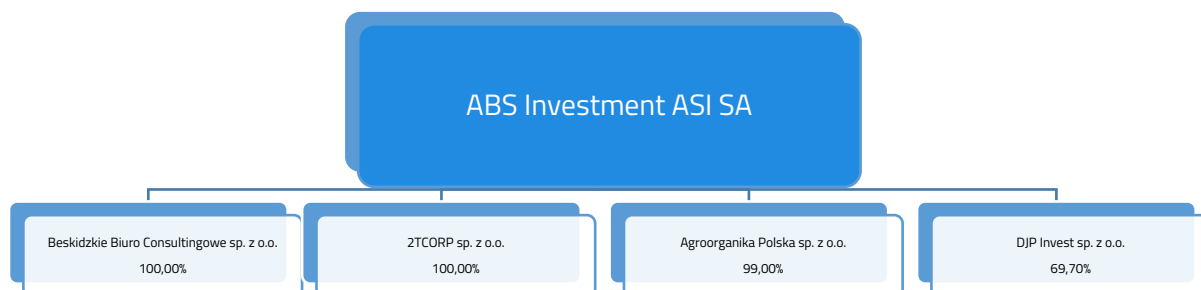 ABS Investment ASI SA
Beskidzkie Biuro Consultingowe sp. z o.o.
100,00%
2TCORP sp. z o.o.
100,00%
Agroorganika Polska sp. z o.o.
99,00%
DJP Invest sp. z o.o.
69,70%